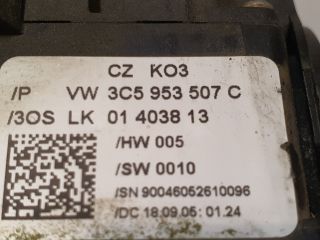 CZ KO3
/P VW 3C5 953 507 C
/3OS LK 01 4038 13
/HW 005
/SW 0010
/SN 90046052610096
/DC 18.09.05: 01.24